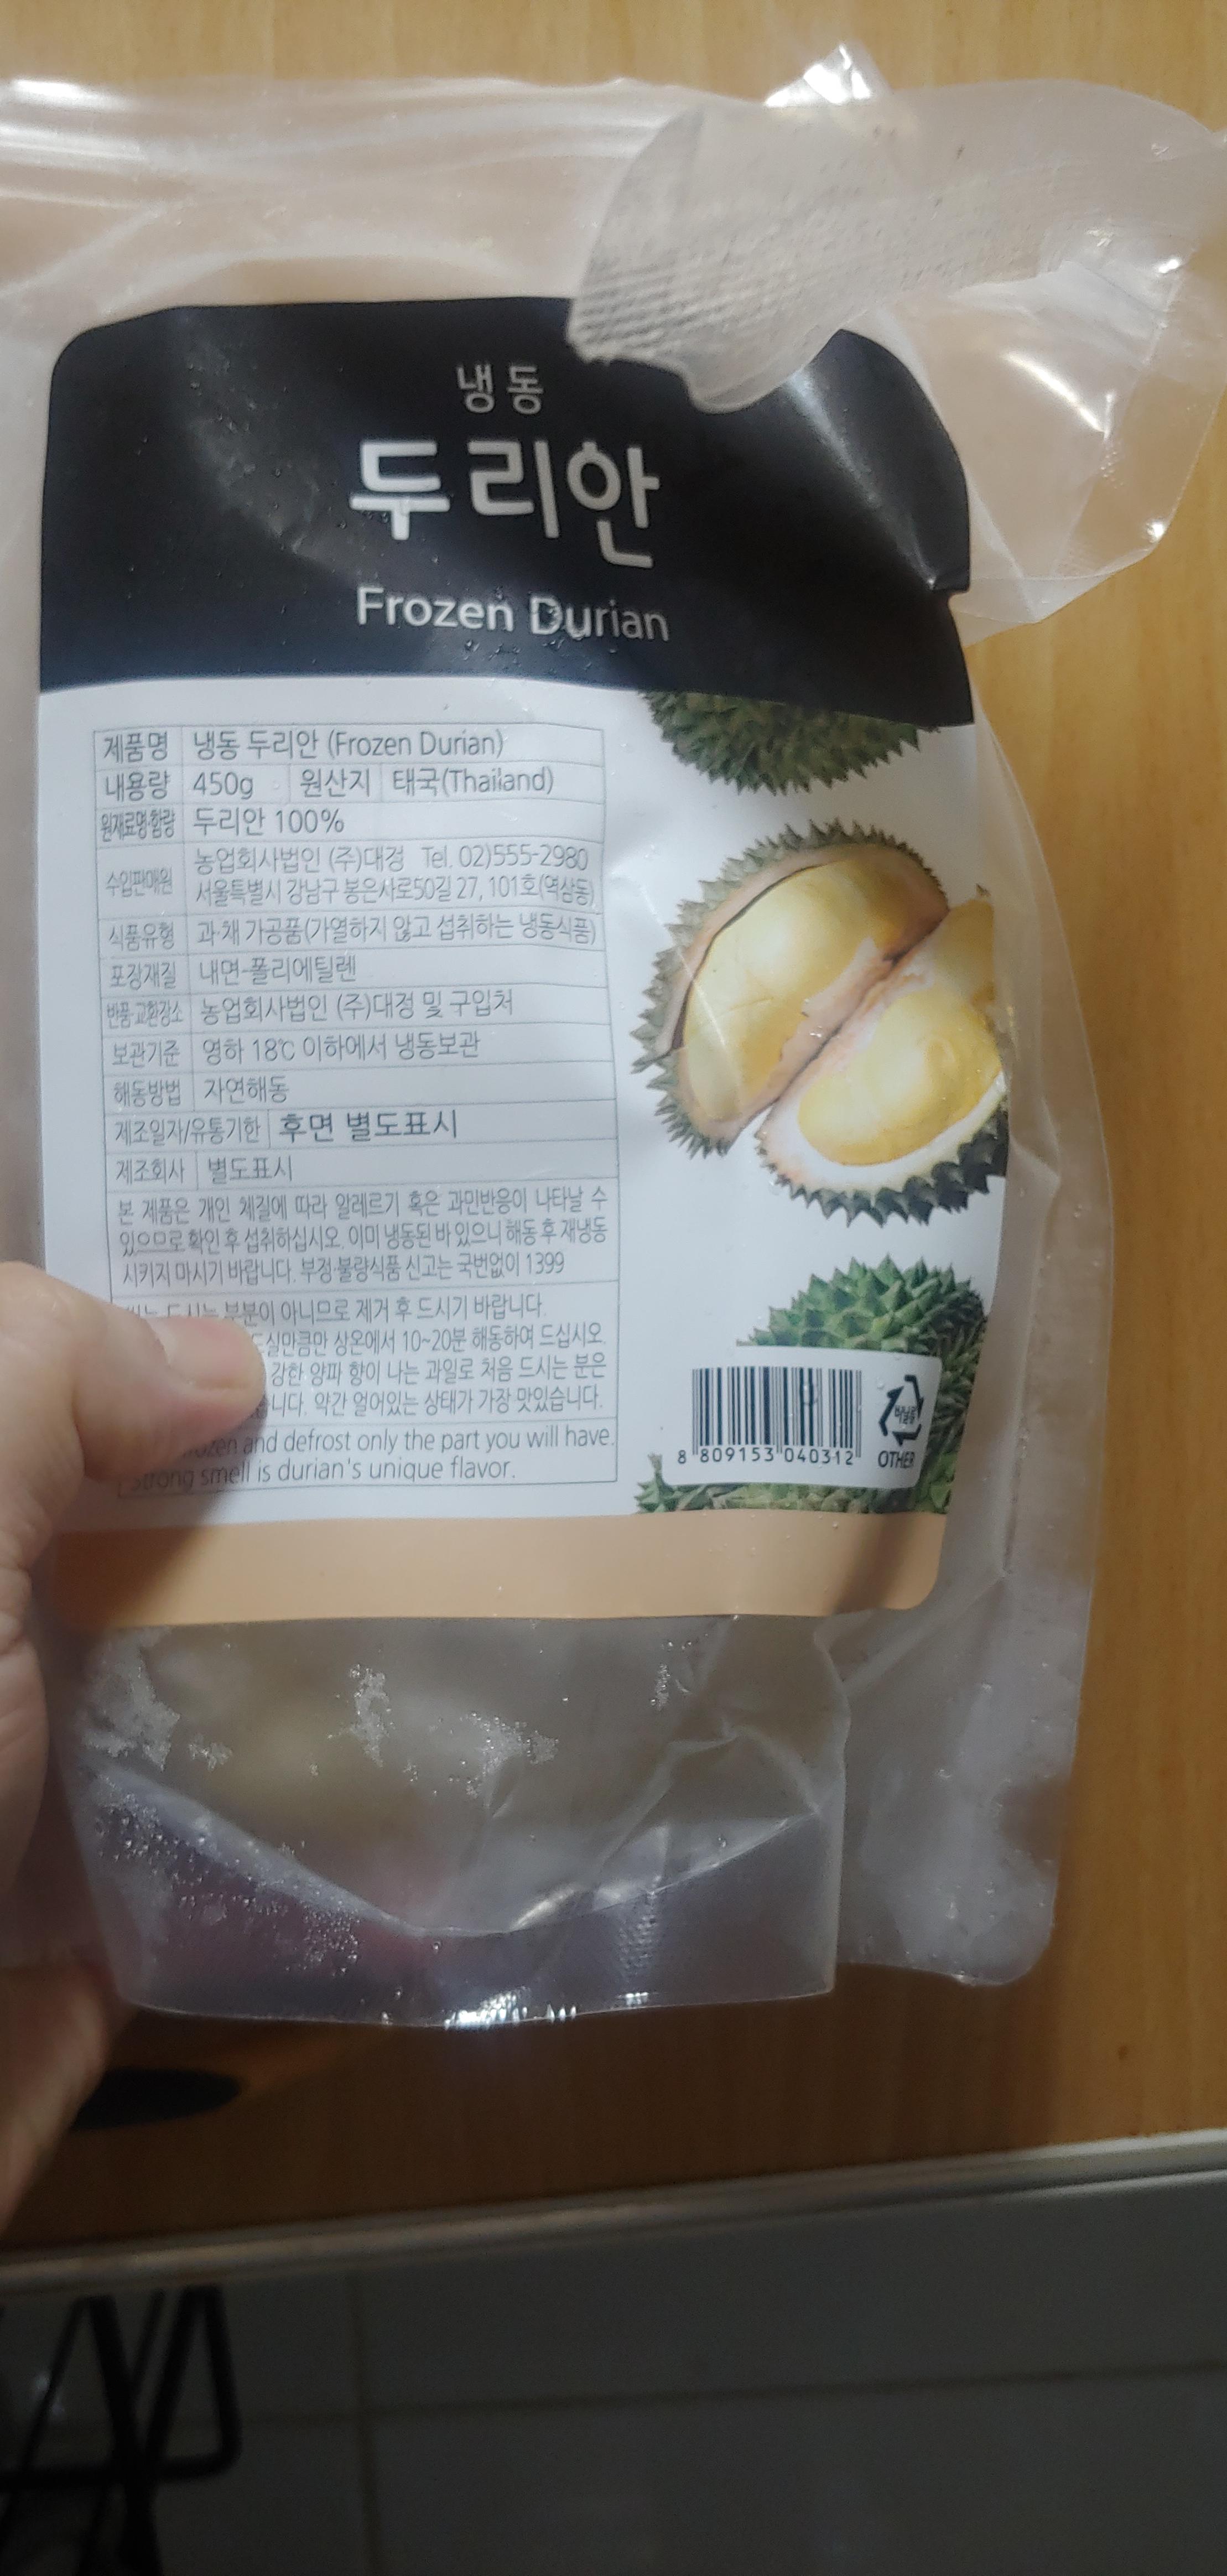 냉동
두리안
Frozen Durian
제품명 냉동 두리안 (Frozen Durian)
내용량 450g 원산지 태국(Thailand)
원재료명·함량 두리안 100%
수입판매원 농업회사법인 (주)대정 Tel. 02)555-2980
서울특별시 강남구 봉은사로50길 27, 101호(역삼동)
식품유형 과·채 가공품(가열하지 않고 섭취하는 냉동식품)
포장재질 내면-폴리에틸렌
반품·교환장소 농업회사법인 (주)대정 및 구입처
보관기준 영하 18℃ 이하에서 냉동보관
해동방법 자연해동
제조일자/유통기한 후면 별도표시
제조회사 별도표시
본 제품은 개인 체질에 따라 알레르기 혹은 과민반응이 나타날 수
있으므로 확인 후 섭취하십시오. 이미 냉동된 바 있으니 해동 후 재냉동
시키지 마시기 바랍니다. 부정·불량식품 신고는 국번없이 1399
드시는 부분이 아니므로 제거 후 드시기 바랍니다.
드실만큼만 상온에서 10~20분 해동하여 드십시오.
강한 양파 향이 나는 과일로 처음 드시는 분은
약간 얼어있는 상태가 가장 맛있습니다.
and defrost only the part you will have.
Strong smell is durian's unique flavor.
8 809153 040312
비닐류
OTHER